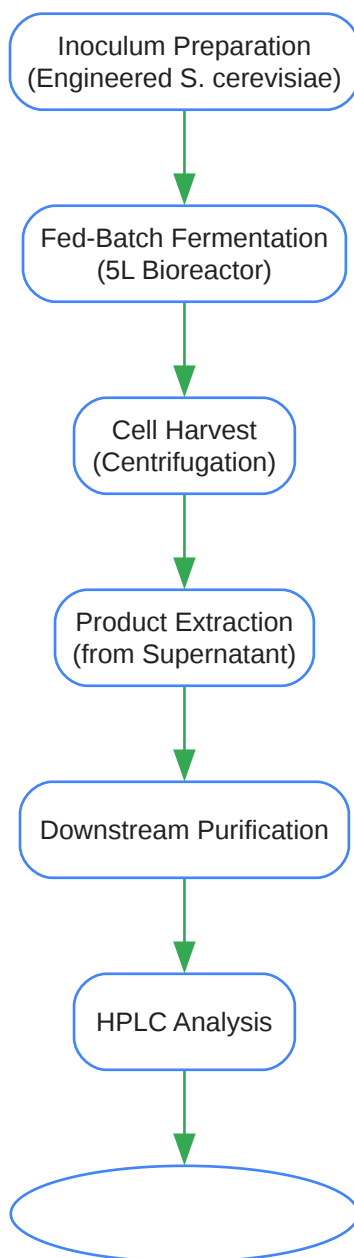 Inoculum Preparation
(Engineered S. cerevisiae)
Fed-Batch Fermentation
(5L Bioreactor)
Cell Harvest
(Centrifugation)
Product Extraction
(from Supernatant)
Downstream Purification
HPLC Analysis